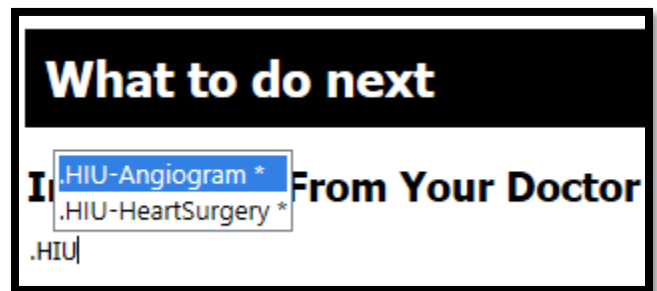 What to do next
.HIU-Angiogram *
I From Your Doctor
.HIU-HeartSurgery *
.HIU